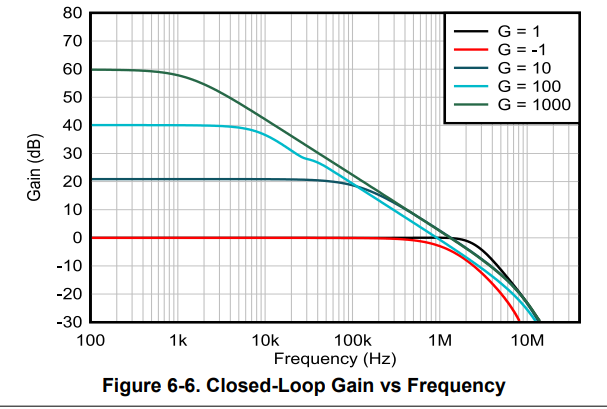 80
70
60
50
40
30
20
10
0
-10
-20
-30
Gain (dB)
G = 1
G = -1
G = 10
G = 100
G = 1000
100 1k 10k 100k 1M 10M
Frequency (Hz)
Figure 6-6. Closed-Loop Gain vs Frequency